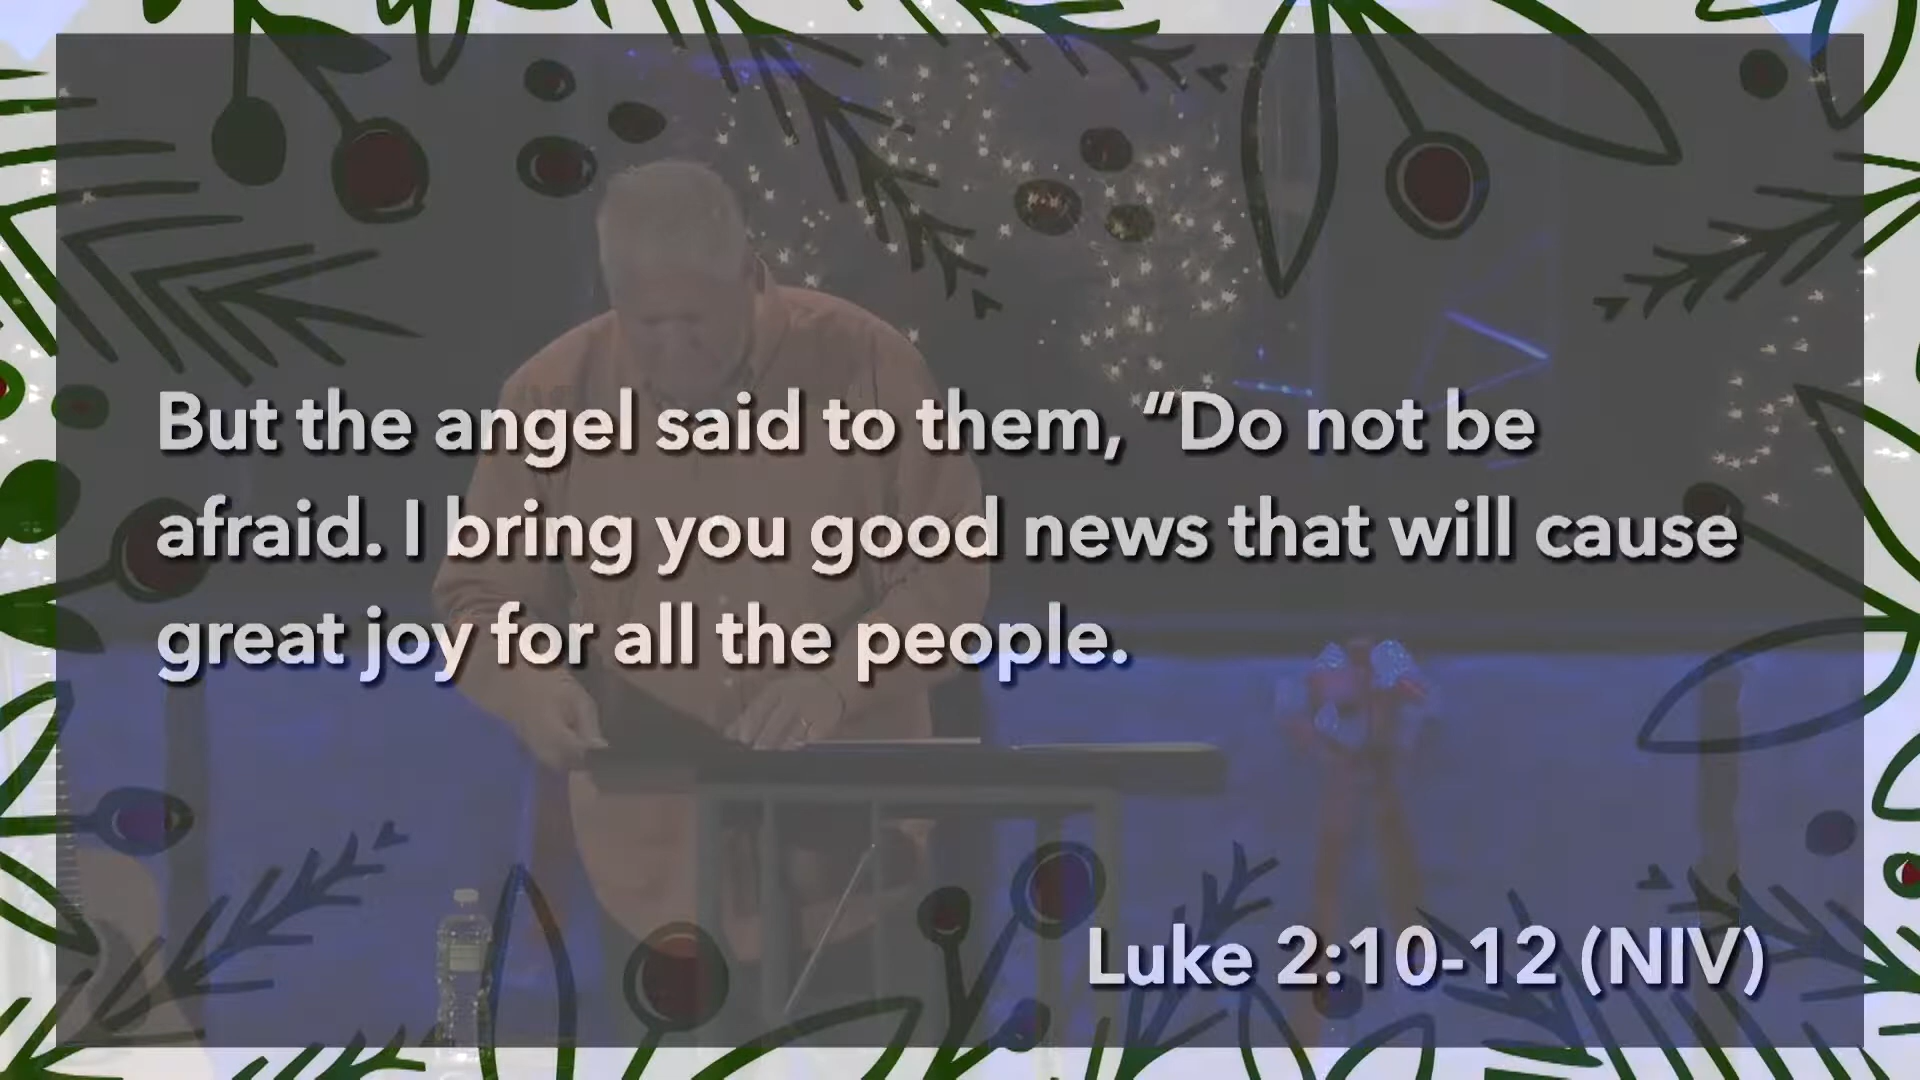 But the angel said to them, “Do not be
afraid. I bring you good news that will cause
great joy for all the people.
Luke 2:10-12 (NIV)